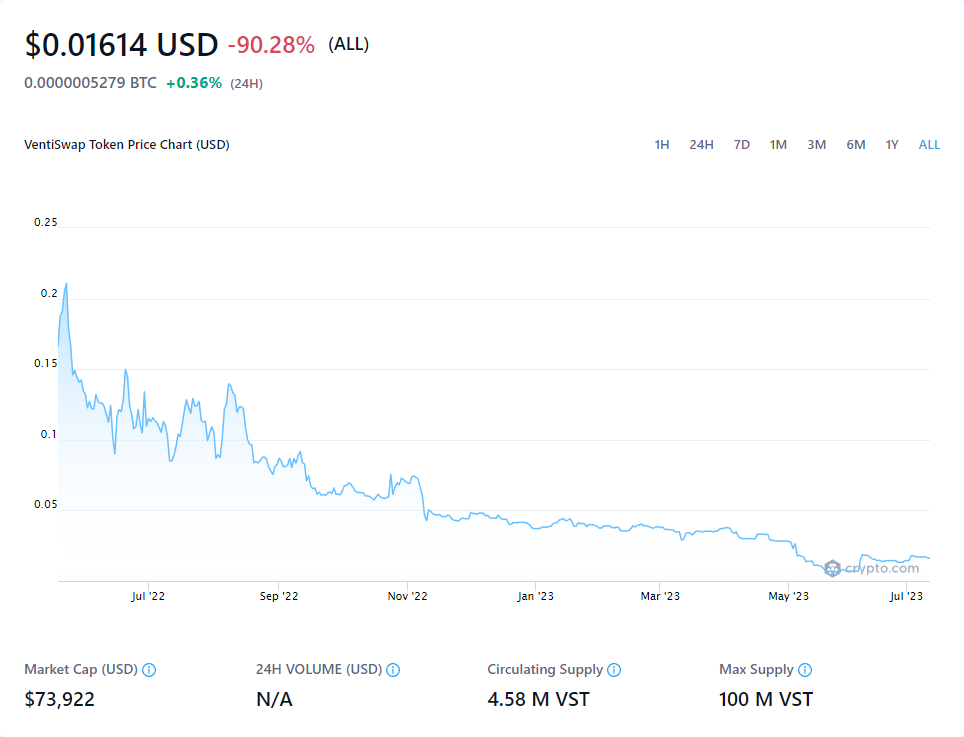 $0.01614 USD -90.28% (ALL)
0.0000005279 BTC +0.36% (24H)
VentiSwap Token Price Chart (USD) 1H 24H 7D 1M 3M 6M 1Y ALL
0.25
0.2
0.15
0.1
0.05
crypto.com
Jul '22 Sep '22 Nov '22 Jan '23 Mar '23 May '23 Jul '23
Market Cap (USD) 24H VOLUME (USD) Circulating Supply Max Supply
$73,922 N/A 4.58 M VST 100 M VST